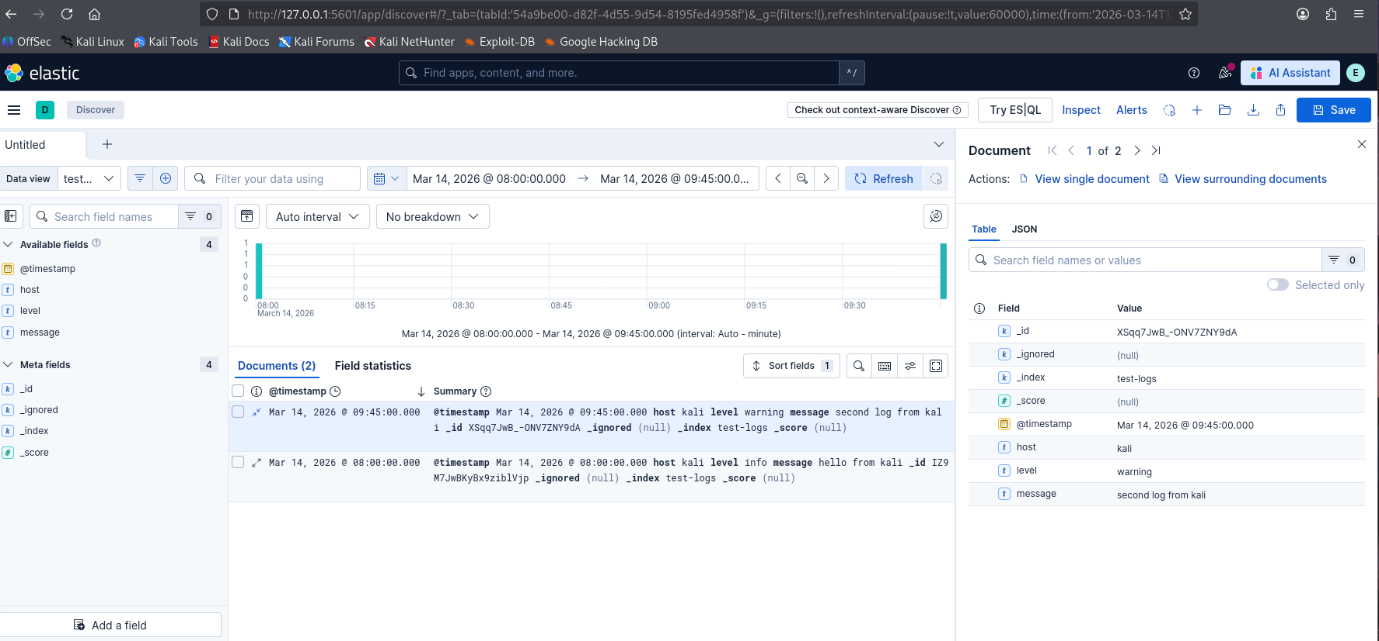 http://127.0.0.1:5601/app/discover#/?_tab=(tabId:'54a9be00-d82f-4d55-9d54-8195fed4958f')&_g=(filters:!(),refreshInterval:(pause:!t,value:60000),time:(from:'2026-03-14T1
OffSec Kali Linux Kali Tools Kali Docs Kali Forums Kali NetHunter Exploit-DB Google Hacking DB
elastic Find apps, content, and more. ^/ AI Assistant E
D Discover Check out context-aware Discover Try ES|QL Inspect Alerts Save
Untitled
Data view test... Filter your data using Mar 14, 2026 @ 08:00:00.000 → Mar 14, 2026 @ 09:45:00.0... Refresh
Search field names 0
Available fields 4
@timestamp
host
level
message
Meta fields 4
_id
_ignored
_index
_score
Add a field
Auto interval No breakdown
1
1
1
0
0
0
08:00 08:15 08:30 08:45 09:00 09:15 09:30
March 14, 2026
Mar 14, 2026 @ 08:00:00.000 - Mar 14, 2026 @ 09:45:00.000 (interval: Auto - minute)
Documents (2) Field statistics Sort fields 1
@timestamp Summary
Mar 14, 2026 @ 09:45:00.000 @timestamp Mar 14, 2026 @ 09:45:00.000 host kali level warning message second log from kal
i _id XSqq7JwB_-ONV7ZNY9dA _ignored (null) _index test-logs _score (null)
Mar 14, 2026 @ 08:00:00.000 @timestamp Mar 14, 2026 @ 08:00:00.000 host kali level info message hello from kali _id IZ9
M7JwBKyBx9ziblVjp _ignored (null) _index test-logs _score (null)
Document 1 of 2
Actions: View single document View surrounding documents
Table JSON
Search field names or values 0
Selected only
Field Value
k _id XSqq7JwB_-ONV7ZNY9dA
k _ignored (null)
k _index test-logs
# _score (null)
@timestamp Mar 14, 2026 @ 09:45:00.000
t host kali
t level warning
t message second log from kali